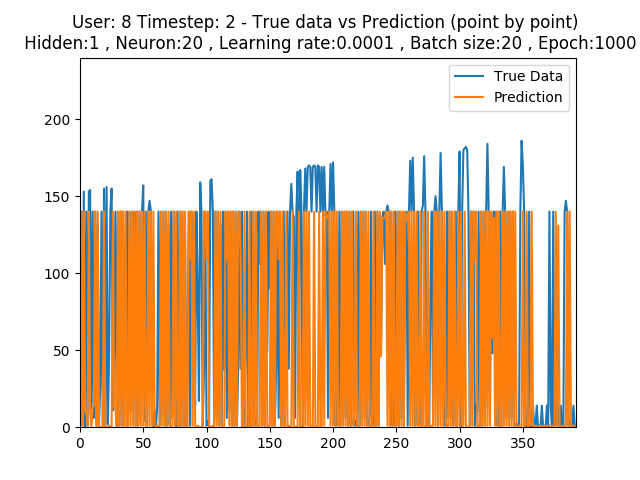 User: 8 Timestep: 2 - True data vs Prediction (point by point)
Hidden:1 , Neuron:20 , Learning rate:0.0001 , Batch size:20 , Epoch:1000
True Data
Prediction
200
150
100
50
0
0 50 100 150 200 250 300 350